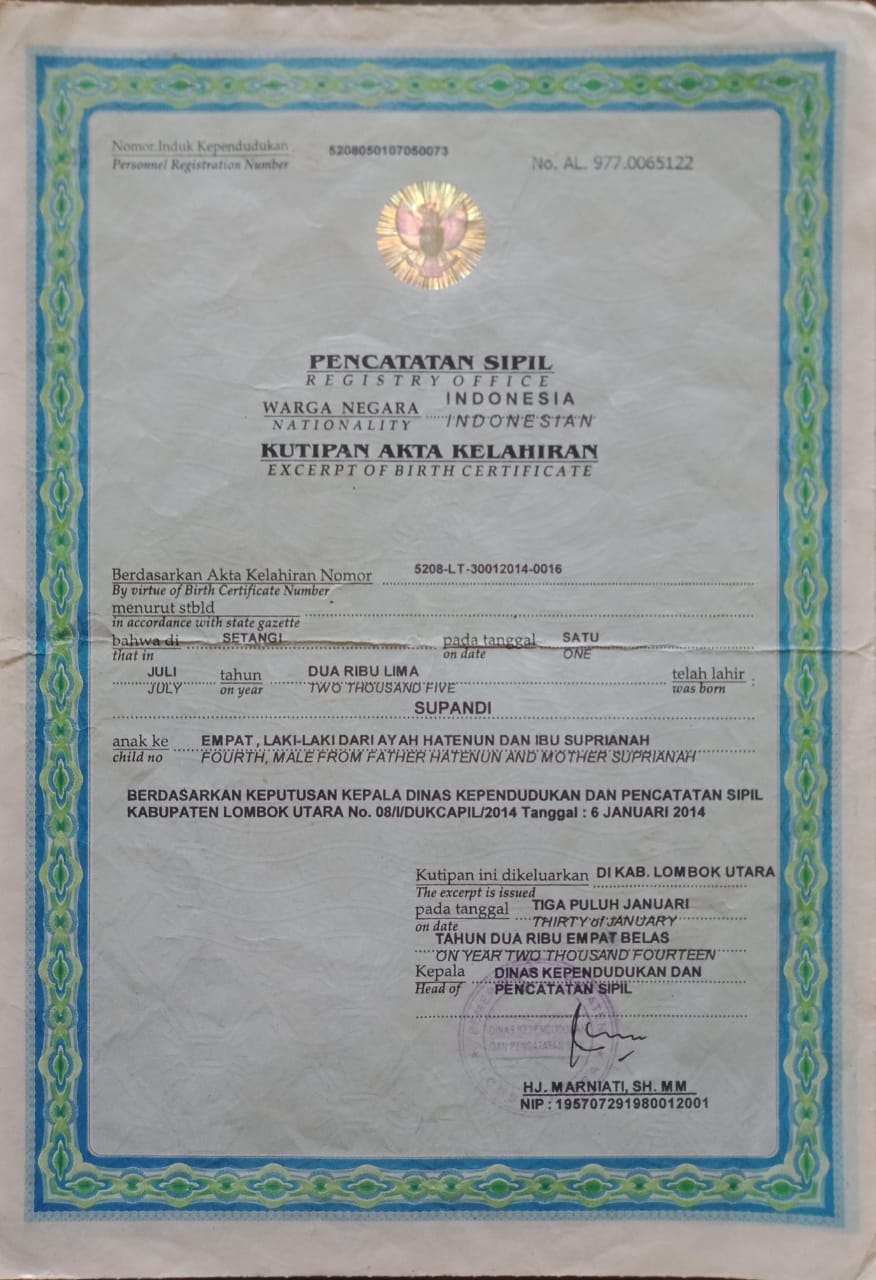 Nomor Induk Kependudukan 5208050107050073
Personnel Registration Number
No. AL. 977.0065122
PENCATATAN SIPIL
REGISTRY OFFICE
WARGA NEGARA INDONESIA
NATIONALITY INDONESIAN
KUTIPAN AKTA KELAHIRAN
EXCERPT OF BIRTH CERTIFICATE
Berdasarkan Akta Kelahiran Nomor 5208-LT-30012014-0016
By virtue of Birth Certificate Number
menurut stbld
in accordance with state gazette
bahwa di SETANGI pada tanggal SATU
that in on date ONE
JULI tahun DUA RIBU LIMA telah lahir :
JULY on year TWO THOUSAND FIVE was born
SUPANDI
anak ke EMPAT , LAKI-LAKI DARI AYAH HATENUN DAN IBU SUPRIANAH
child no FOURTH, MALE FROM FATHER HATENUN AND MOTHER SUPRIANAH
BERDASARKAN KEPUTUSAN KEPALA DINAS KEPENDUDUKAN DAN PENCATATAN SIPIL
KABUPATEN LOMBOK UTARA No. 08/I/DUKCAPIL/2014 Tanggal : 6 JANUARI 2014
Kutipan ini dikeluarkan DI KAB. LOMBOK UTARA
The excerpt is issued
pada tanggal TIGA PULUH JANUARI
on date THIRTY of JANUARY
TAHUN DUA RIBU EMPAT BELAS
ON YEAR TWO THOUSAND FOURTEEN
Kepala DINAS KEPENDUDUKAN DAN
Head of PENCATATAN SIPIL
DINAS KEPENDUDUKAN
DAN PENCATATAN
HJ. MARNIATI, SH. MM
NIP : 195707291980012001